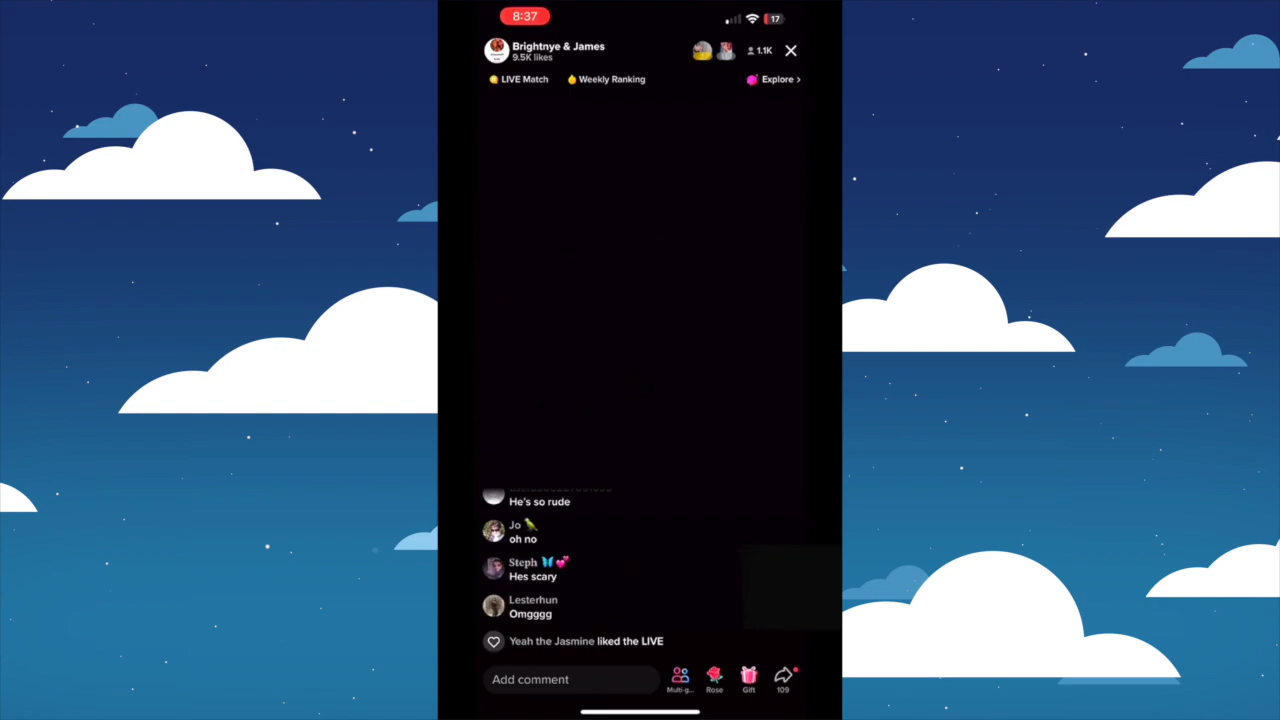 8:37
17
Brightnye & James
9.5K likes
1.1K
LIVE Match
Weekly Ranking
Explore >
He's so rude
Jo 🦜
oh no
Steph 🦋💕
Hes scary
Lesterhun
Omgggg
Yeah the Jasmine liked the LIVE
Add comment
Multi-g...
Rose
Gift
109